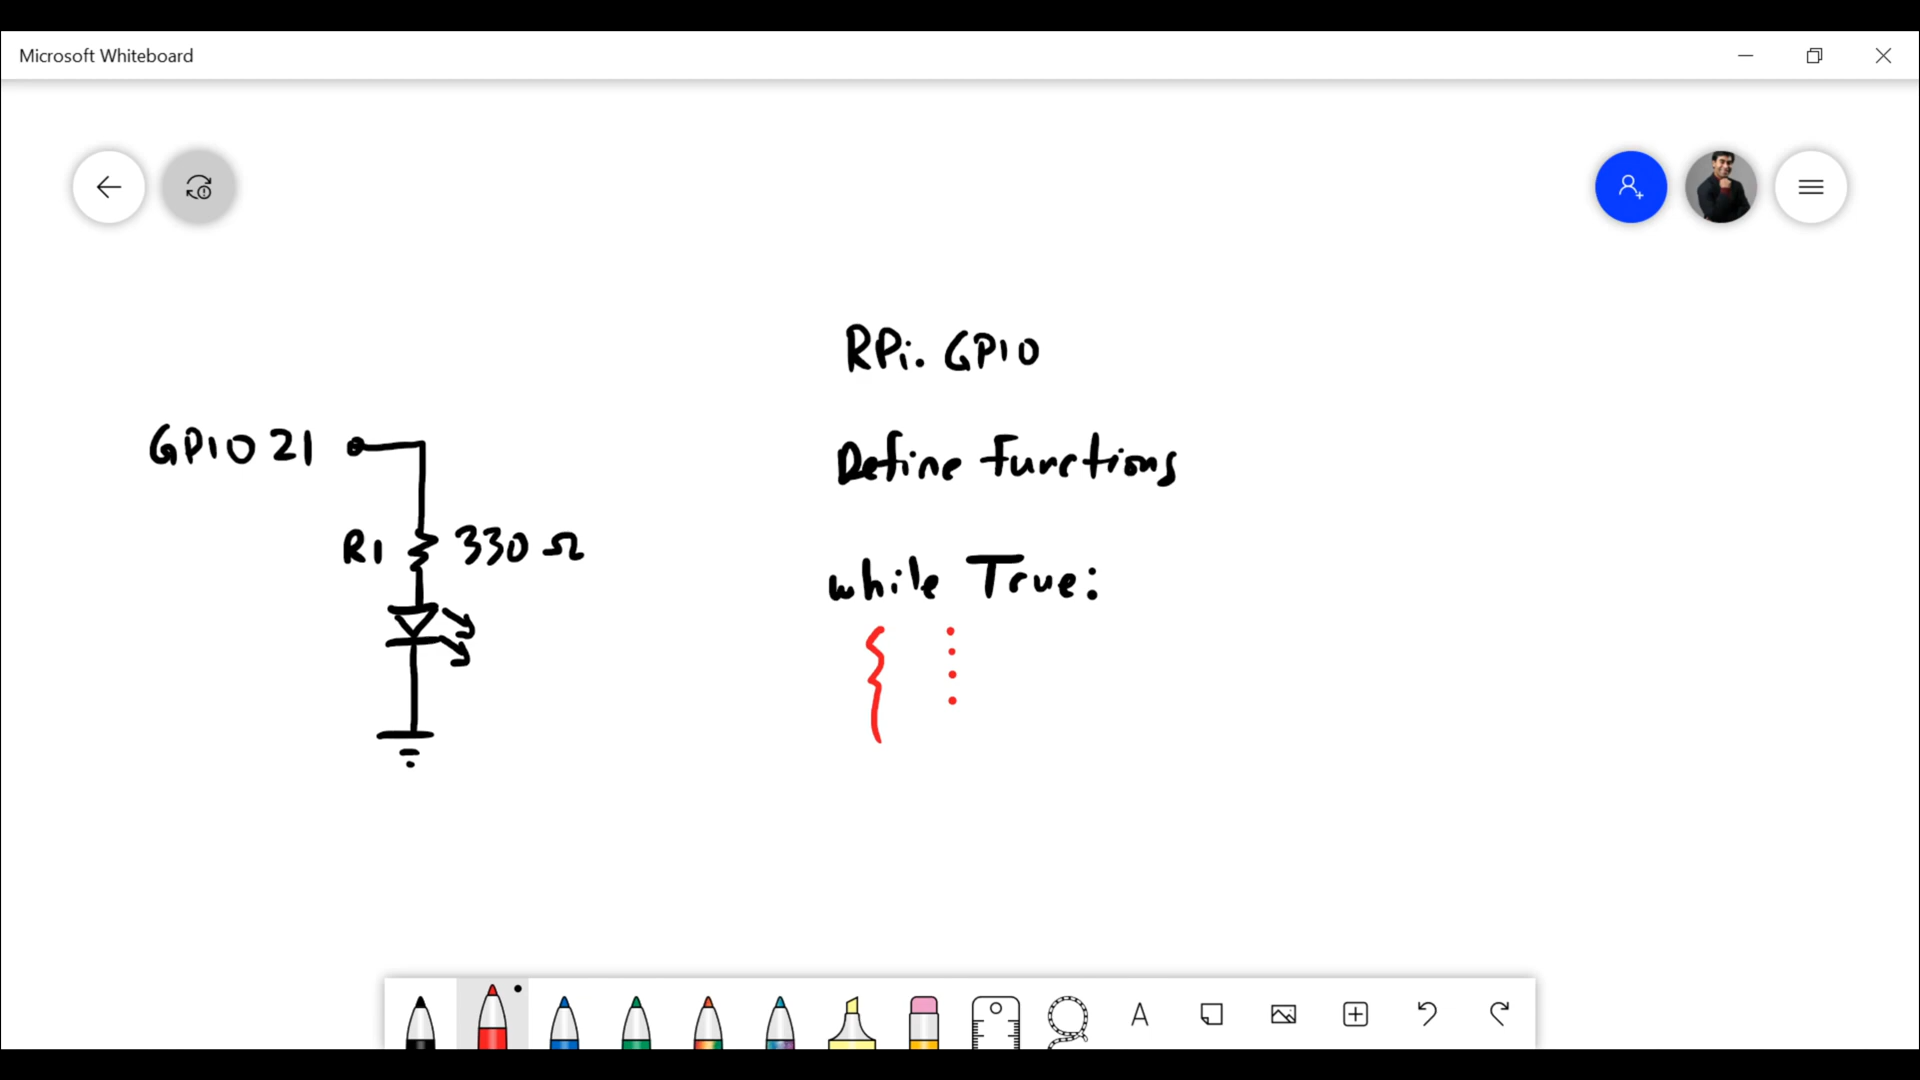 Microsoft Whiteboard
RPi. GPIO
GPIO 21
Define functions
R1 330 Ω
while True:
A